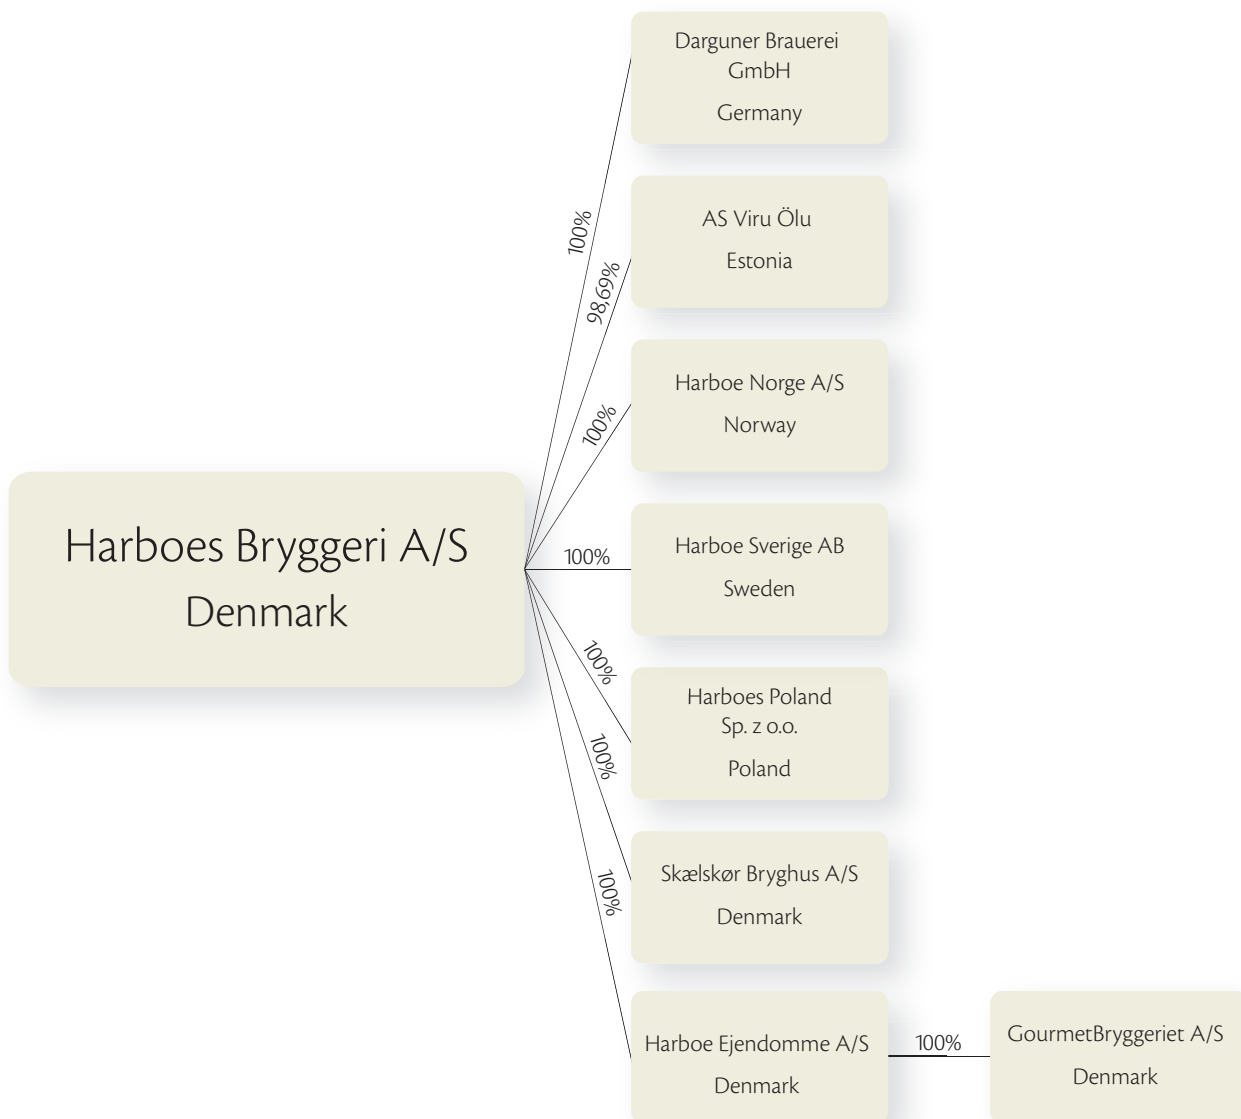 Darguner Brauerei
GmbH
Germany
100%
AS Viru Ölu
Estonia
98,69%
Harboe Norge A/S
Norway
100%
Harboes Bryggeri A/S
Denmark
Harboe Sverige AB
Sweden
100%
Harboes Poland
Sp. z o.o.
Poland
100%
Skælskør Bryghus A/S
Denmark
100%
Harboe Ejendomme A/S
Denmark
100%
100%
GourmetBryggeriet A/S
Denmark